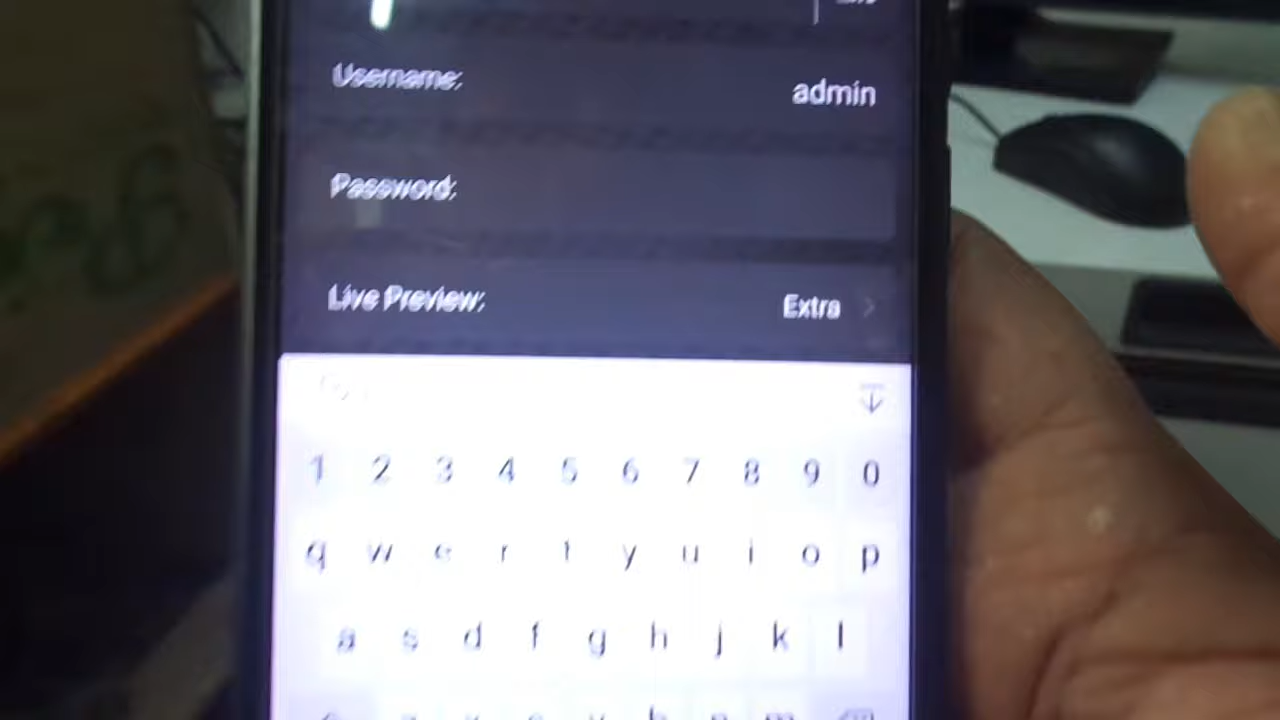 Username:
admin
Password:
Live Preview:
Extra
1 2 3 4 5 6 7 8 9 0
q w e r t y u i o p
a s d f g h j k l